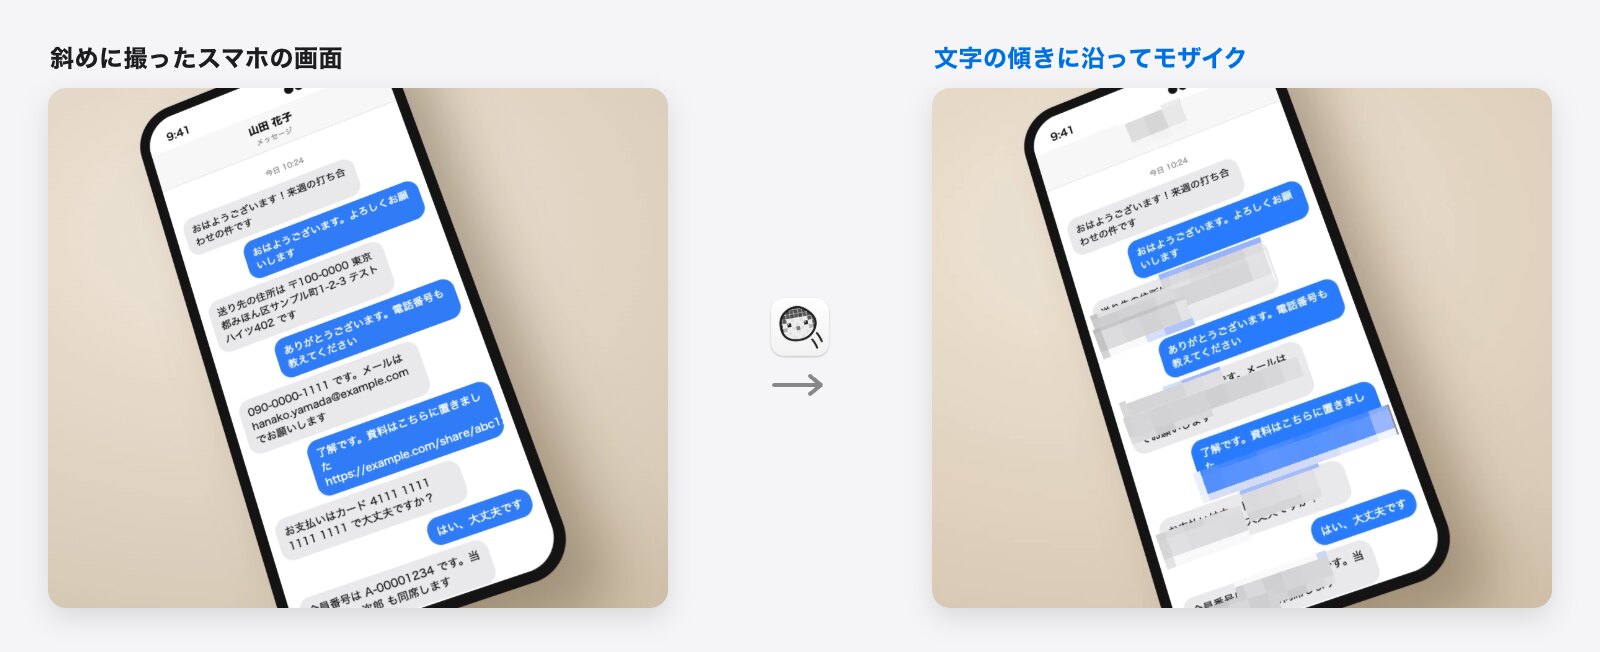 斜めに撮ったスマホの画面
9:41
山田 花子
メッセージ
今日 10:24
おはようございます！来週の打ち合
わせの件です
おはようございます。よろしくお願
いします
送り先の住所は 〒100-0000 東京
都みほん区サンプル町1-2-3 テスト
ハイツ402 です
ありがとうございます。電話番号も
教えてください
090-0000-1111 です。メールは
hanako.yamada@example.com
でお願いします
了解です。資料はこちらに置きまし
た
https://example.com/share/abc1
お支払いはカード 4111 1111
1111 1111 で大丈夫ですか？
はい、大丈夫です
会員番号は A-00001234 です。当
次郎 も同席します
文字の傾きに沿ってモザイク
9:41
今日 10:24
おはようございます！来週の打ち合
わせの件です
おはようございます。よろしくお願
いします
ありがとうございます。電話番号も
教えてください
です。メールは
了解です。資料はこちらに置きまし
た
はい、大丈夫です
す。当